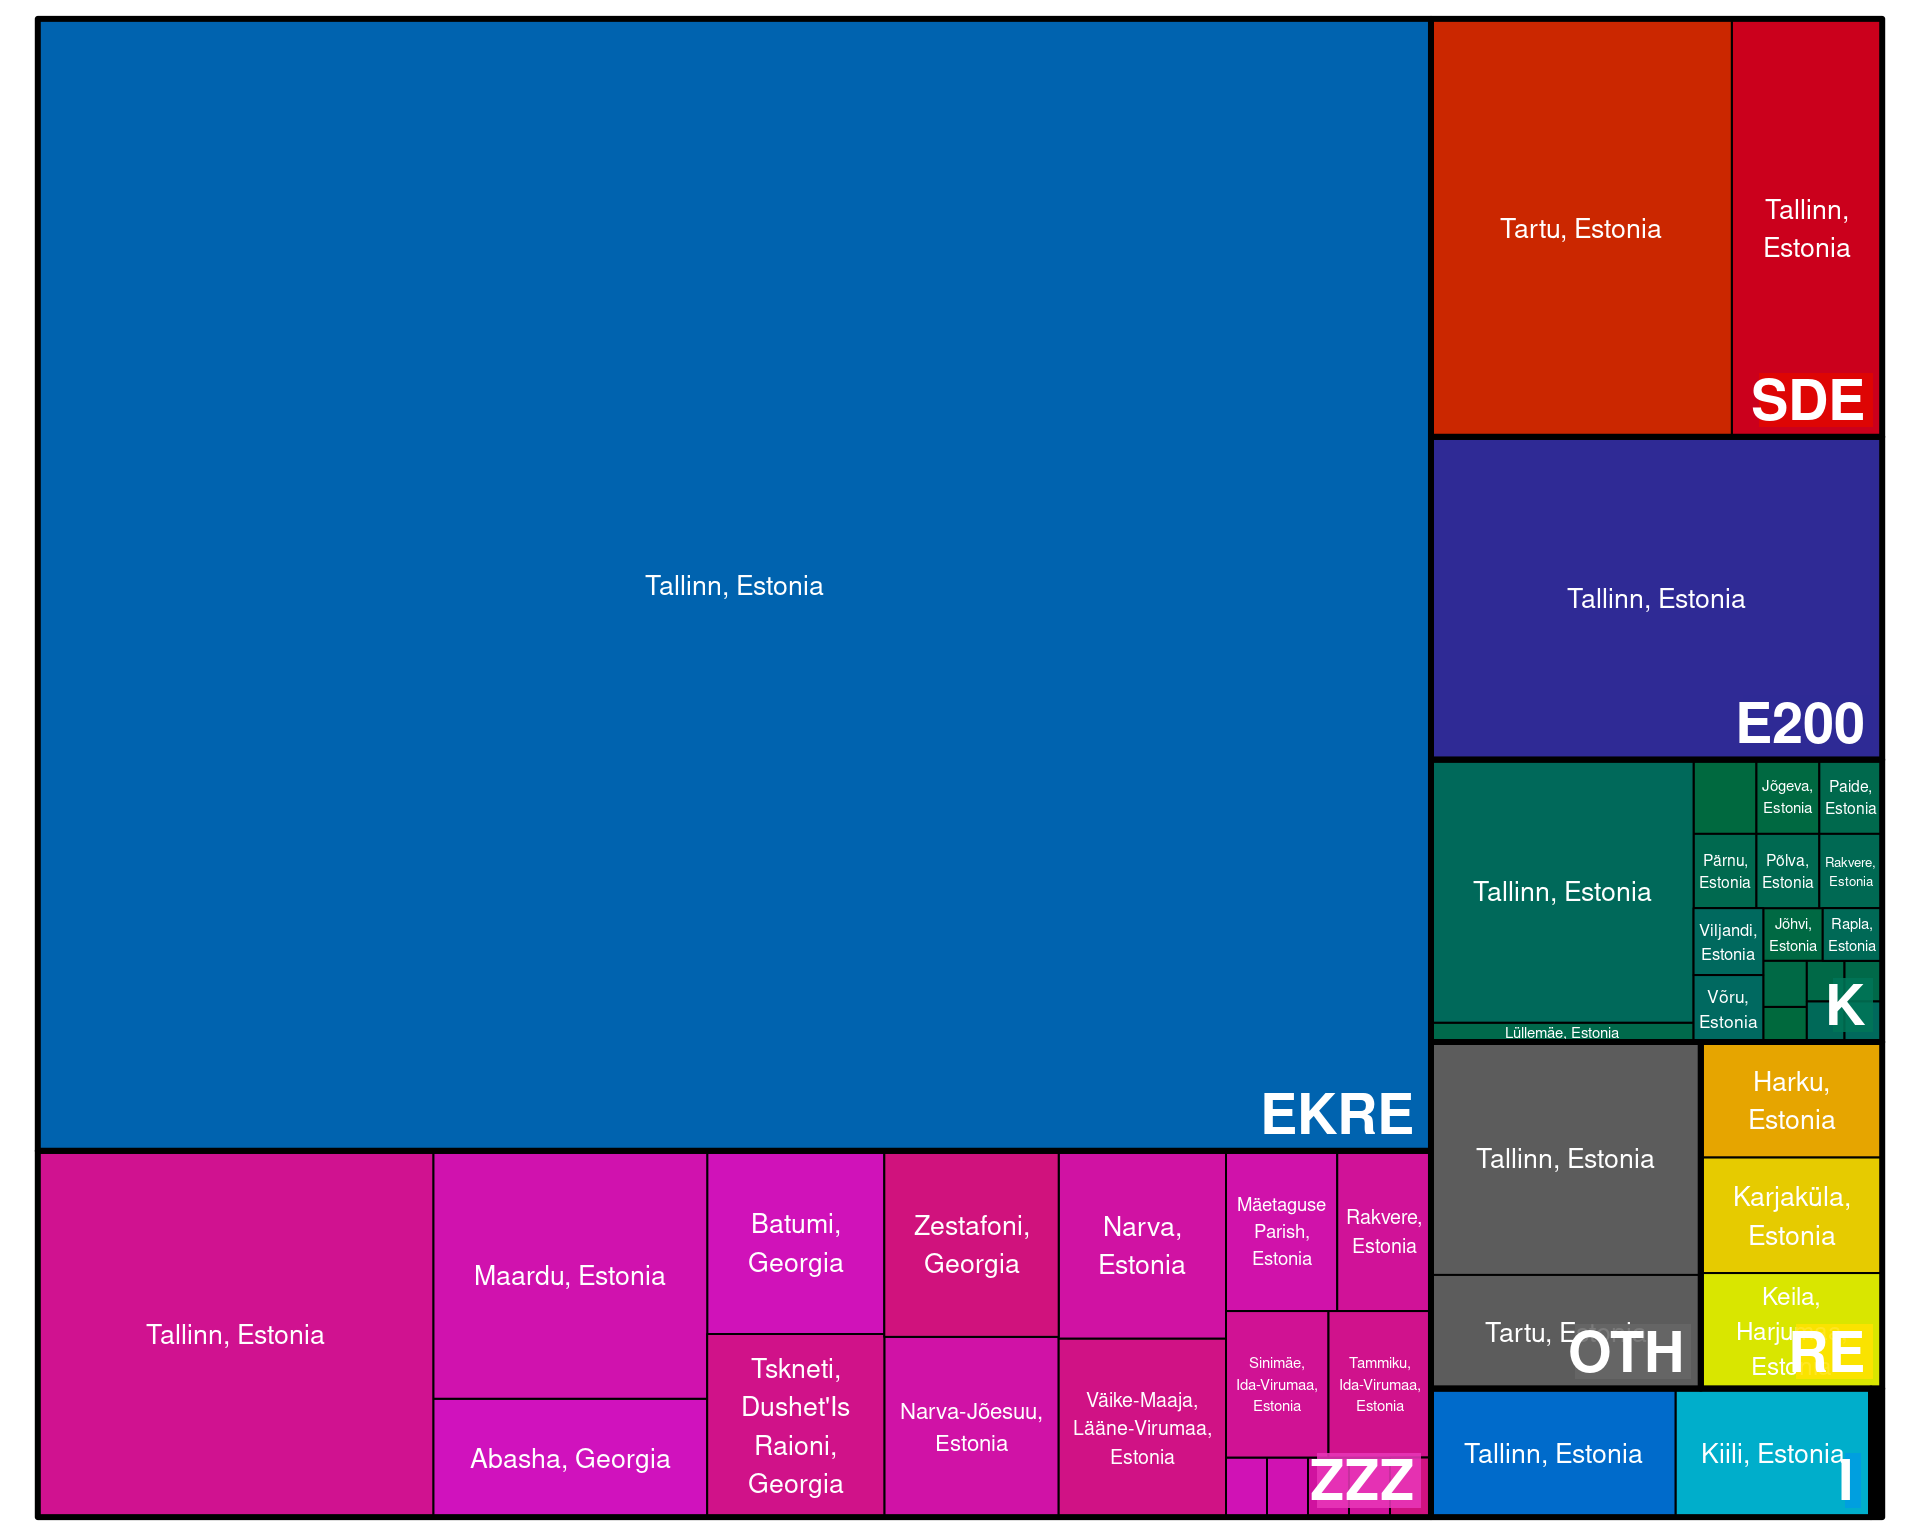 Tallinn, Estonia
EKRE
Tartu, Estonia
Tallinn,
Estonia
SDE
Tallinn, Estonia
E200
Tallinn, Estonia
Lüllemäe, Estonia
Jõgeva,
Estonia
Paide,
Estonia
Pärnu,
Estonia
Põlva,
Estonia
Rakvere,
Estonia
Viljandi,
Estonia
Jõhvi,
Estonia
Rapla,
Estonia
Võru,
Estonia
K
Tallinn, Estonia
Tartu, Estonia
OTH
Harku,
Estonia
Karjaküla,
Estonia
Keila,
Estonia
RE
Tallinn, Estonia
Kiili, Estonia
I
Tallinn, Estonia
Maardu, Estonia
Abasha, Georgia
Batumi,
Georgia
Tskneti,
Dushet'Is
Raioni,
Georgia
Zestafoni,
Georgia
Narva-Jõesuu,
Estonia
Narva,
Estonia
Väike-Maaja,
Lääne-Virumaa,
Estonia
Mäetaguse
Parish,
Estonia
Rakvere,
Estonia
Sinimäe,
Ida-Virumaa,
Estonia
Tammiku,
Ida-Virumaa,
Estonia
ZZZ